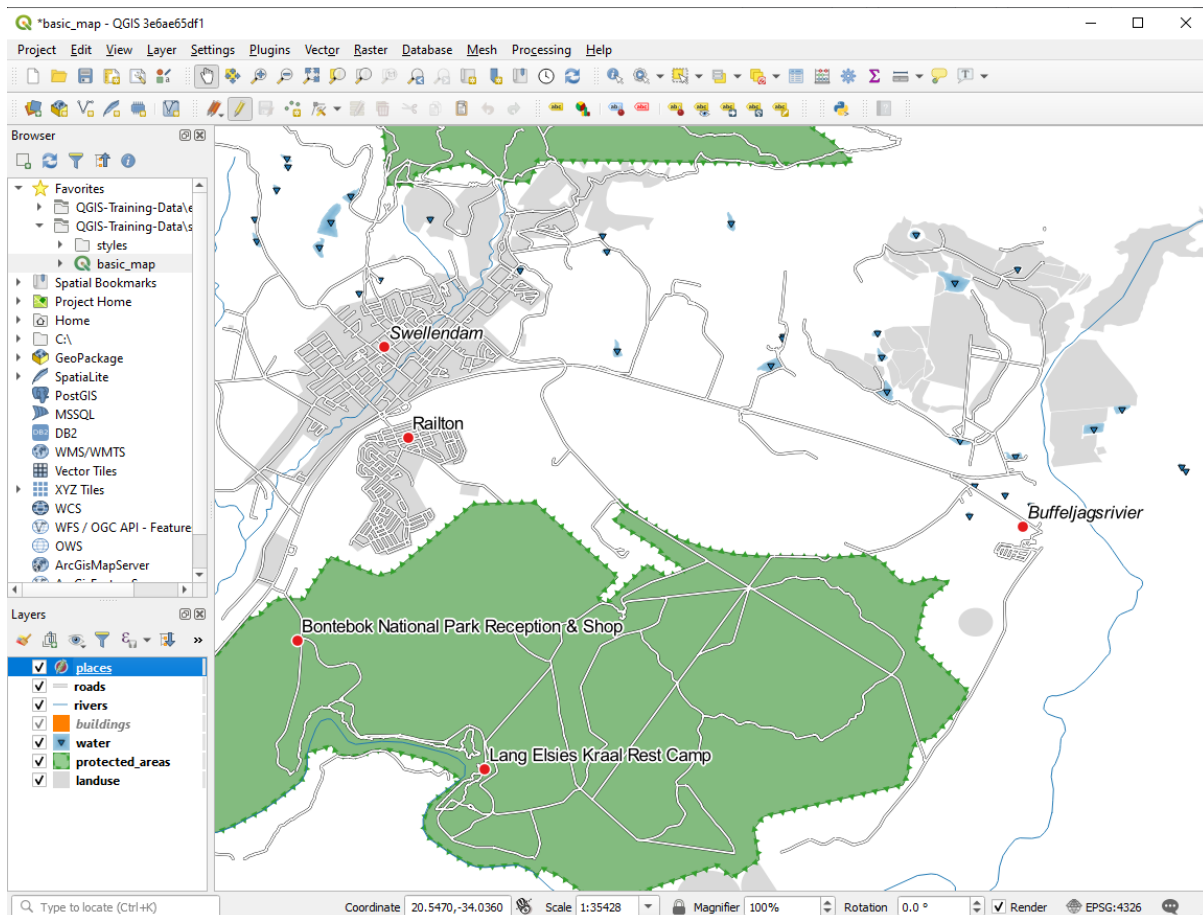 *basic_map - QGIS 3e6ae65df1
Project Edit View Layer Settings Plugins Vector Raster Database Mesh Processing Help
Browser
Favorites
QGIS-Training-Data\e
QGIS-Training-Data\s
styles
basic_map
Spatial Bookmarks
Project Home
Home
C:\
GeoPackage
SpatiaLite
PostGIS
MSSQL
DB2
WMS/WMTS
Vector Tiles
XYZ Tiles
WCS
WFS / OGC API - Feature
OWS
ArcGisMapServer
Layers
places
roads
rivers
buildings
water
protected_areas
landuse
Swellendam
Railton
Buffeljagsrivier
Bontebok National Park Reception & Shop
Lang Elsies Kraal Rest Camp
Type to locate (Ctrl+K) Coordinate 20.5470,-34.0360 Scale 1:35428 Magnifier 100% Rotation 0.0 ° Render EPSG:4326